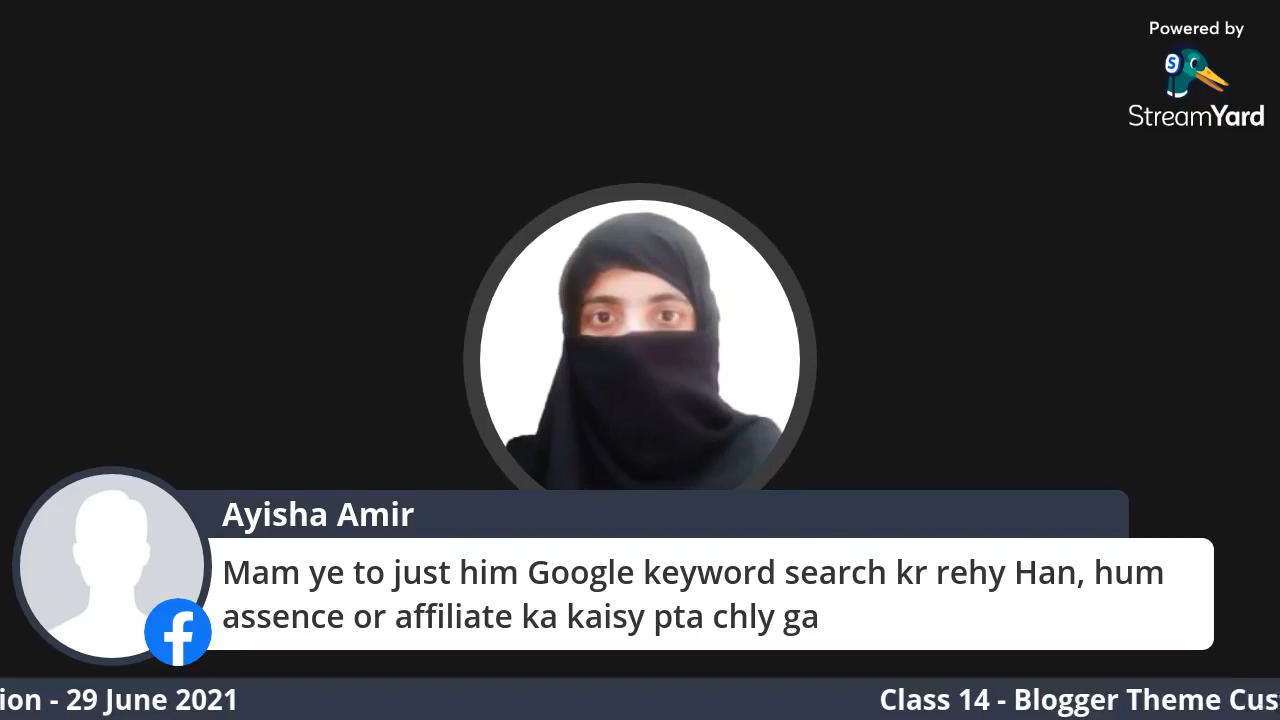 Powered by
StreamYard
Ayisha Amir
Mam ye to just him Google keyword search kr rehy Han, hum
assence or affiliate ka kaisy pta chly ga
ion - 29 June 2021
Class 14 - Blogger Theme Cus